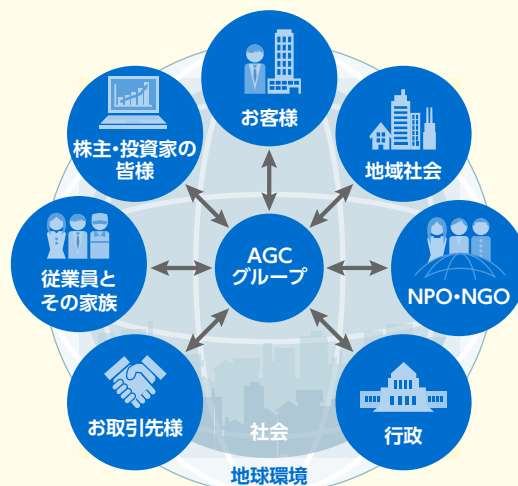 お客様
株主・投資家の
皆様
地域社会
AGC
グループ
従業員と
その家族
NPO・NGO
お取引先様
社会
行政
地球環境